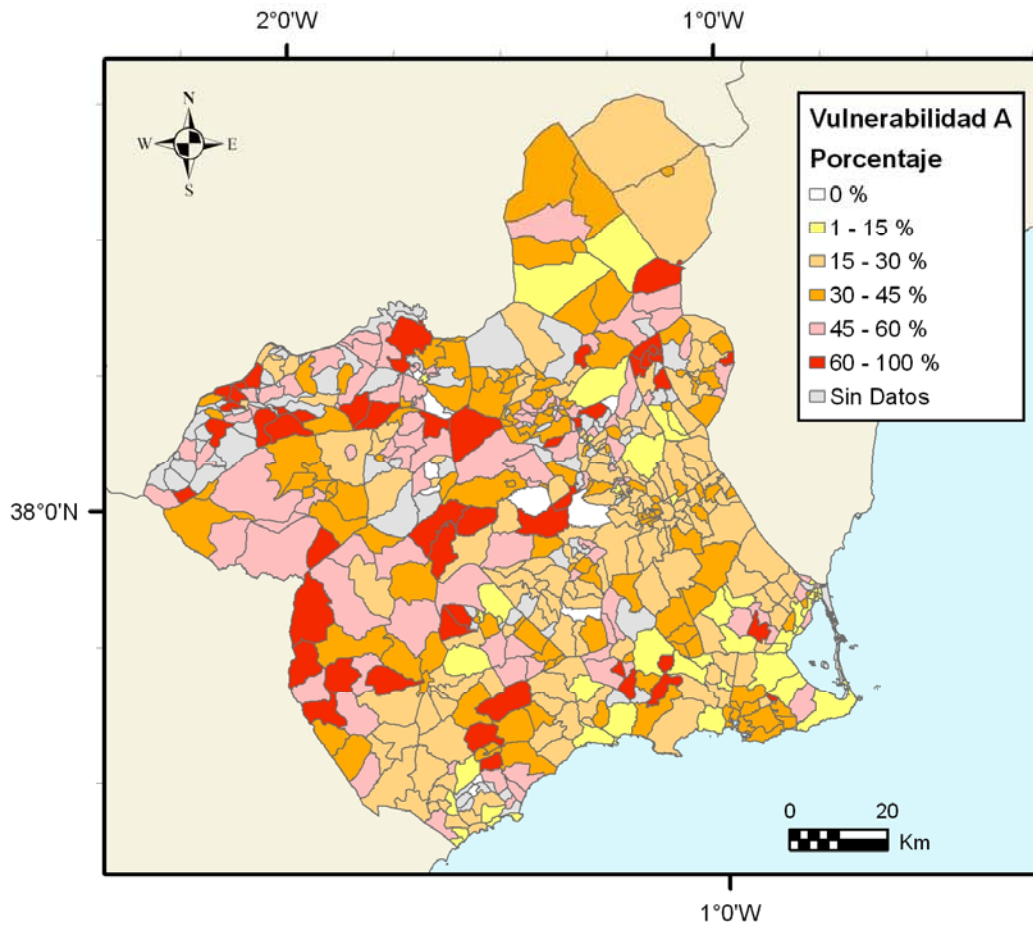 2°0'W 1°0'W
N
W E
S
Vulnerabilidad A
Porcentaje
0 %
1 - 15 %
15 - 30 %
30 - 45 %
45 - 60 %
60 - 100 %
Sin Datos
38°0'N
0 20
Km
1°0'W